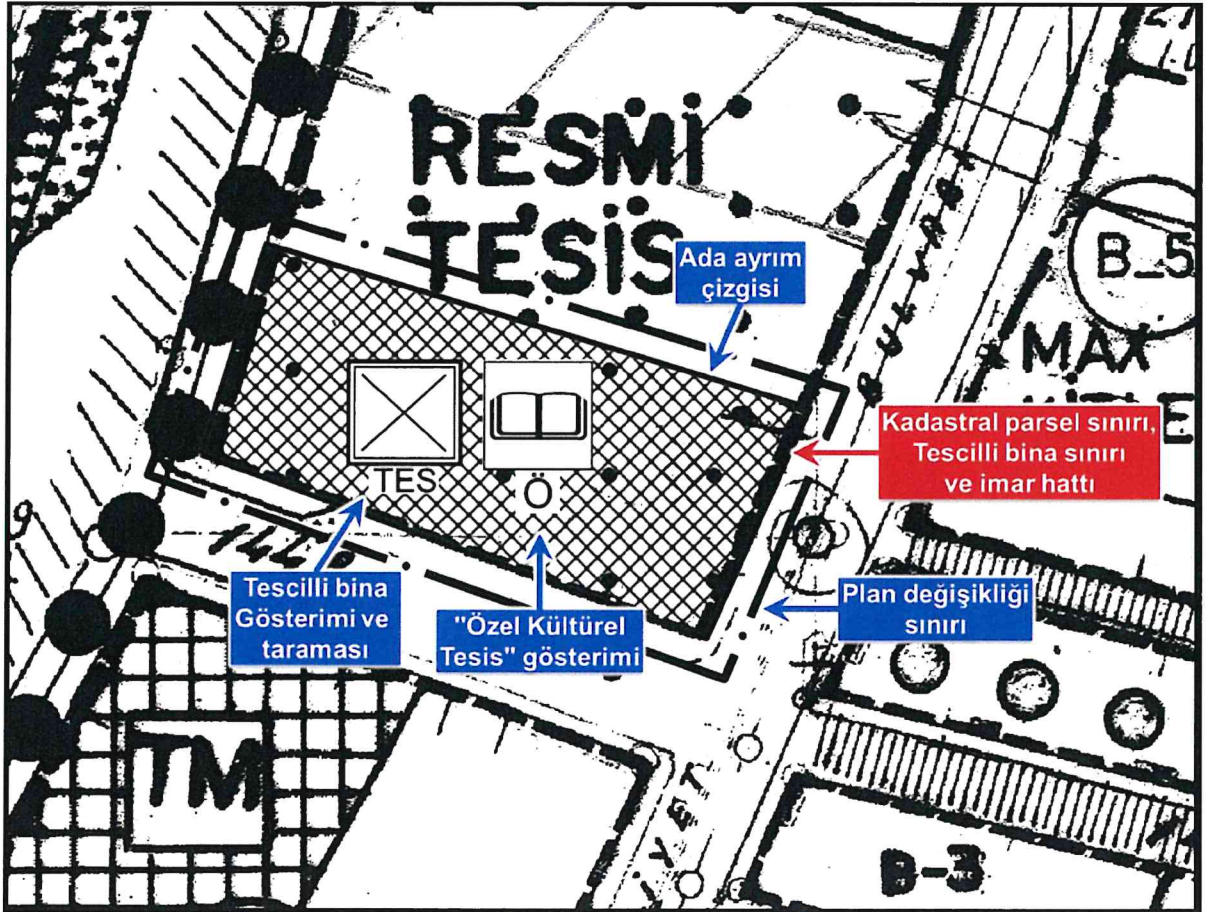 RESMİ
TESİS
Ada ayrım
çizgisi
B_5
MAX
Kadastral parsel sınırı,
Tescilli bina sınırı
ve imar hattı
TES
Ö
Tescilli bina
Gösterimi ve
taraması
"Özel Kültürel
Tesis" gösterimi
Plan değişikliği
sınırı
TM
B-3